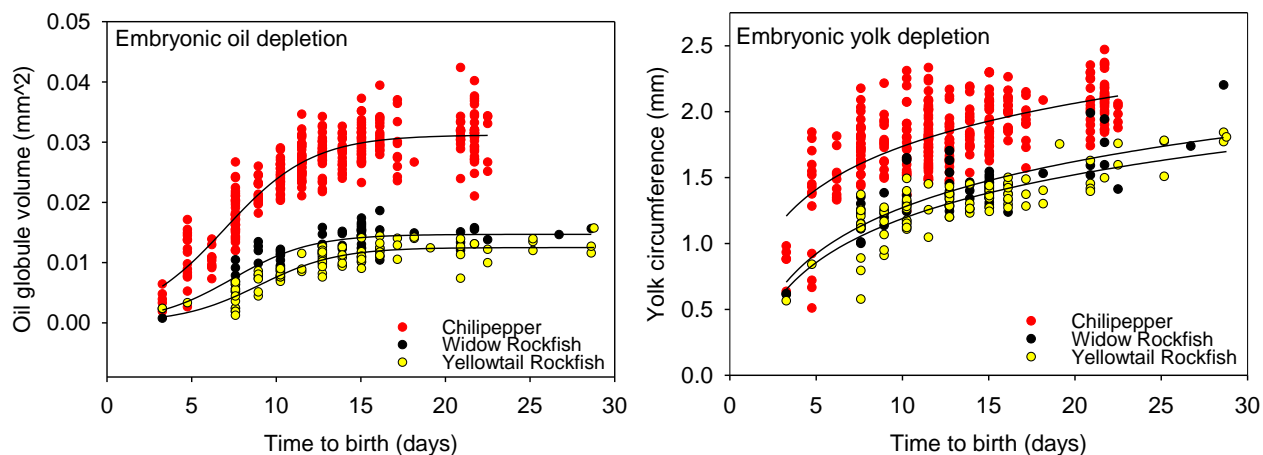 Embryonic oil depletion
Oil globule volume (mm^2)
0.05
0.04
0.03
0.02
0.01
0.00
Chilipepper
Widow Rockfish
Yellowtail Rockfish
0 5 10 15 20 25 30
Time to birth (days)
Embryonic yolk depletion
Yolk circumference (mm)
2.5
2.0
1.5
1.0
0.5
0.0
Chilipepper
Widow Rockfish
Yellowtail Rockfish
0 5 10 15 20 25 30
Time to birth (days)